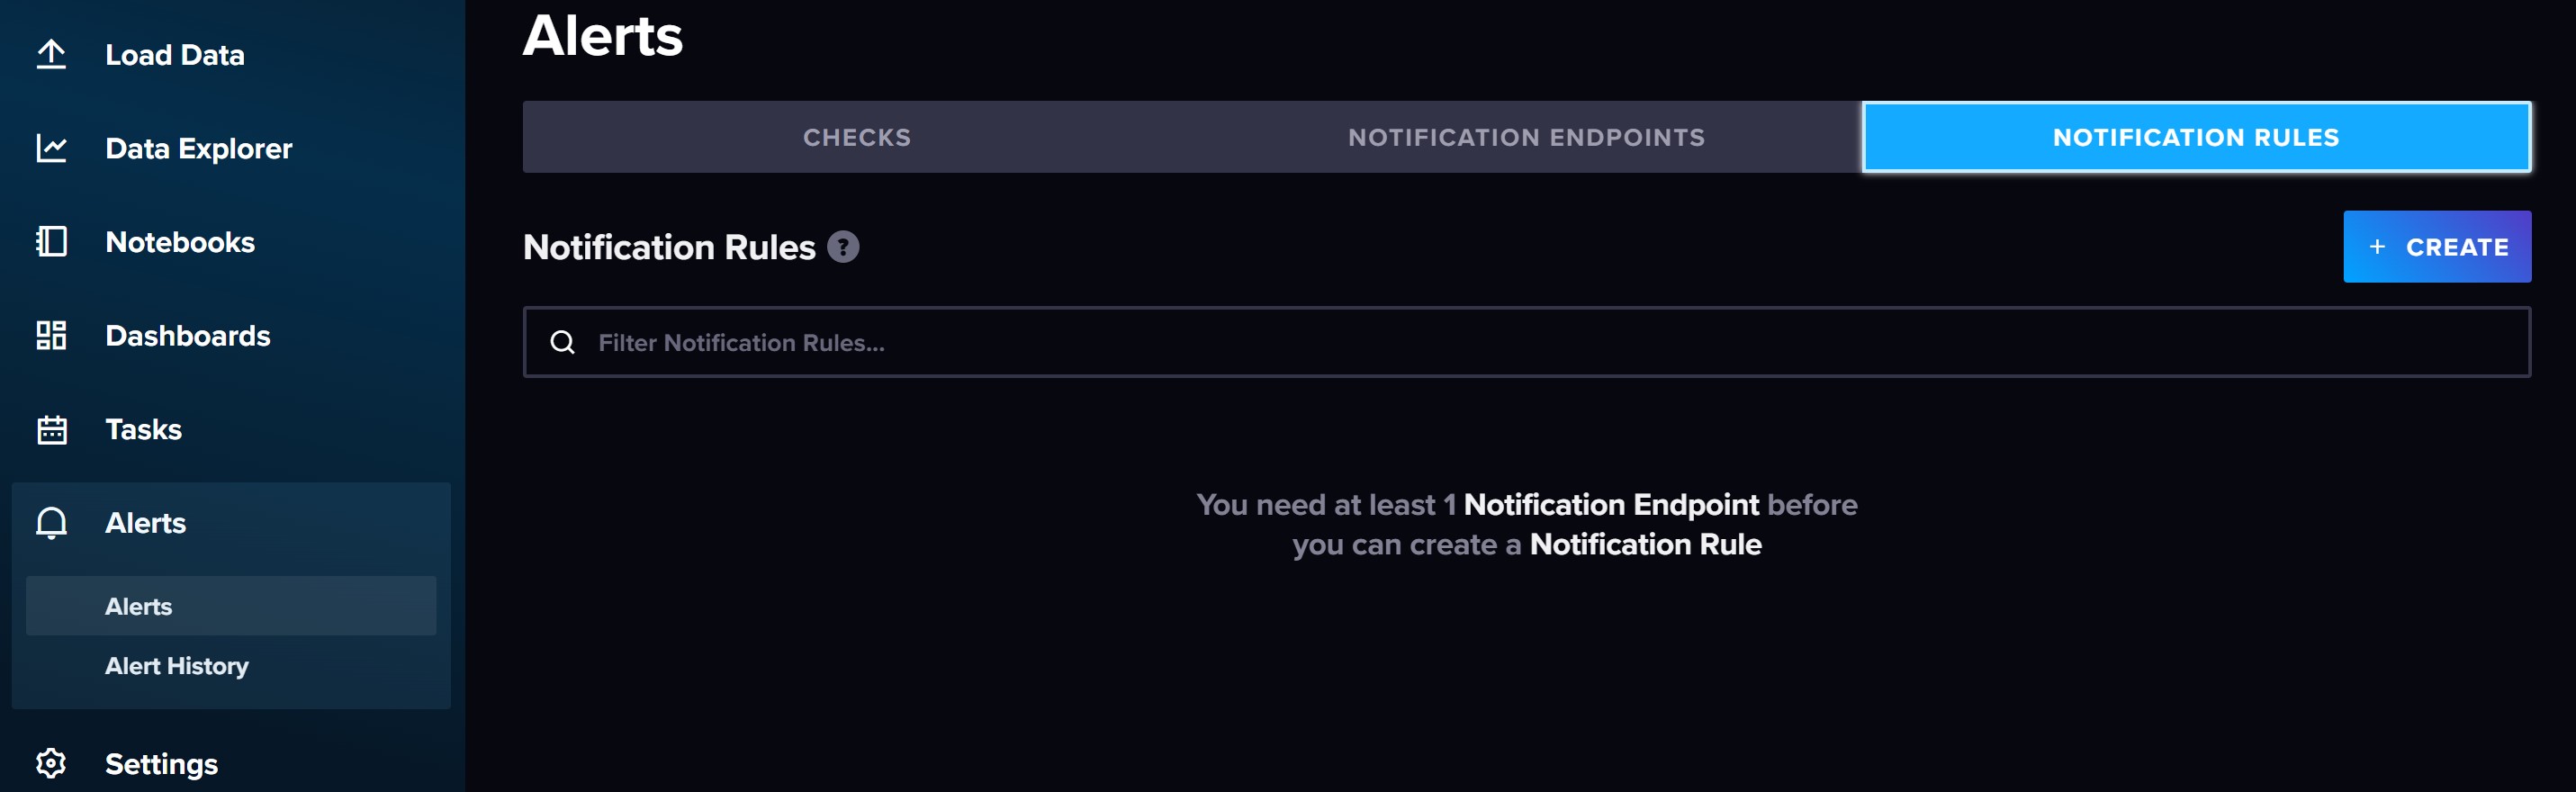 Load Data
Data Explorer
Notebooks
Dashboards
Tasks
Alerts
Alerts
Alert History
Settings
Alerts
CHECKS
NOTIFICATION ENDPOINTS
NOTIFICATION RULES
Notification Rules ?
+ CREATE
Filter Notification Rules...
You need at least 1 Notification Endpoint before
you can create a Notification Rule